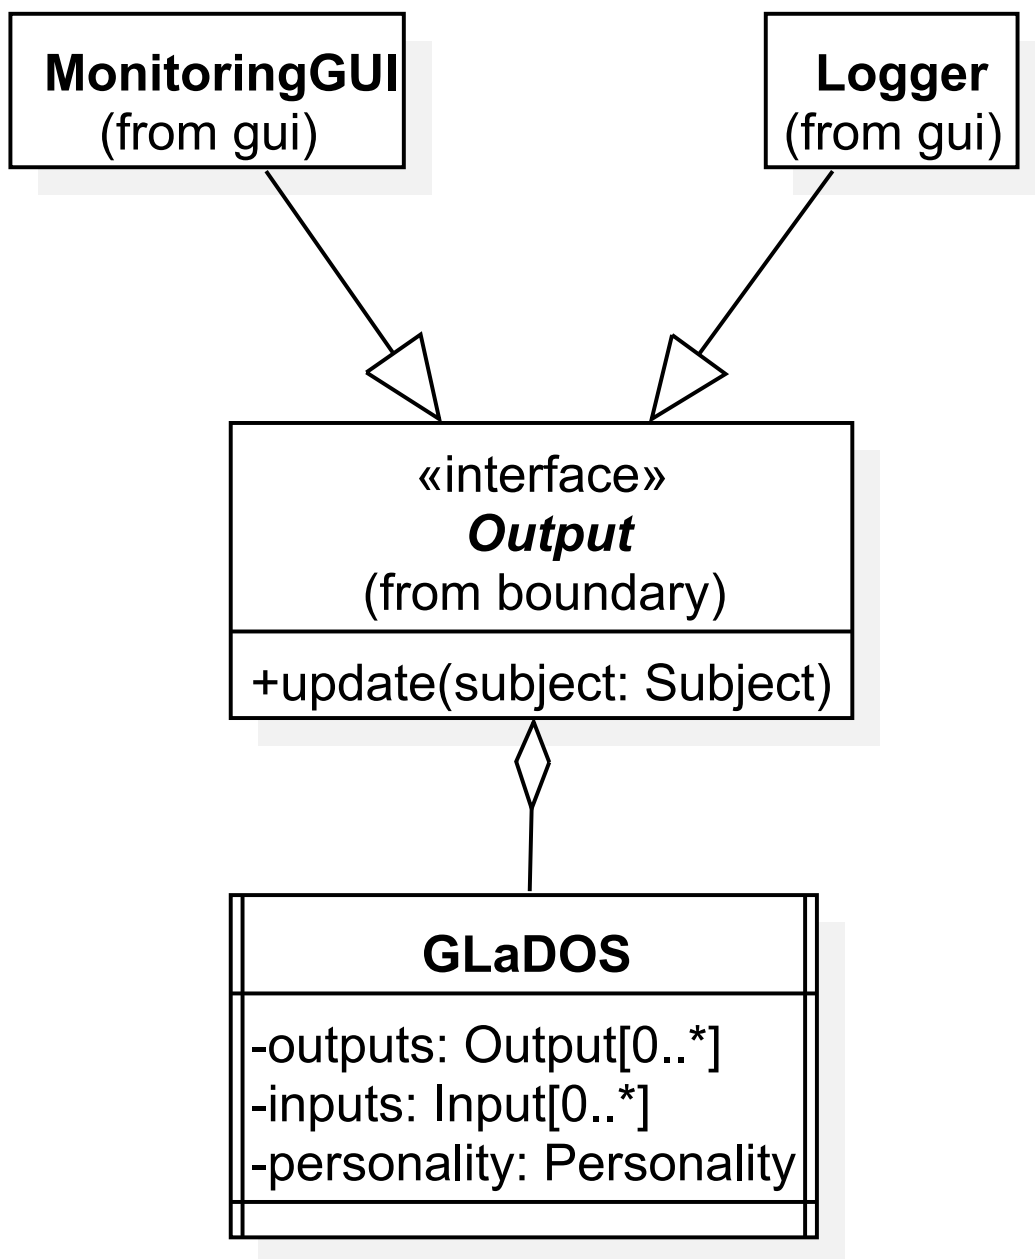 MonitoringGUI
(from gui)
Logger
(from gui)
«interface»
Output
(from boundary)
+update(subject: Subject)
GLaDOS
-outputs: Output[0..*]
-inputs: Input[0..*]
-personality: Personality